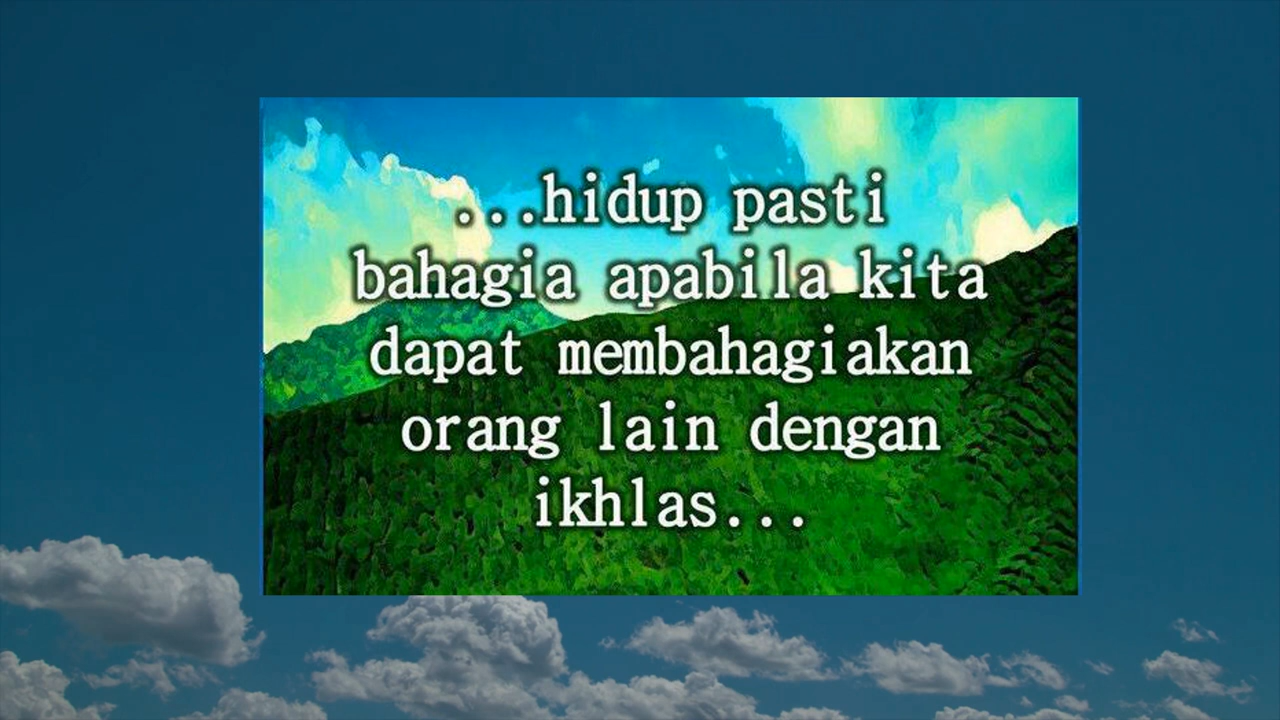 ...hidup pasti
bahagia apabila kita
dapat membahagiakan
orang lain dengan
ikhlas...